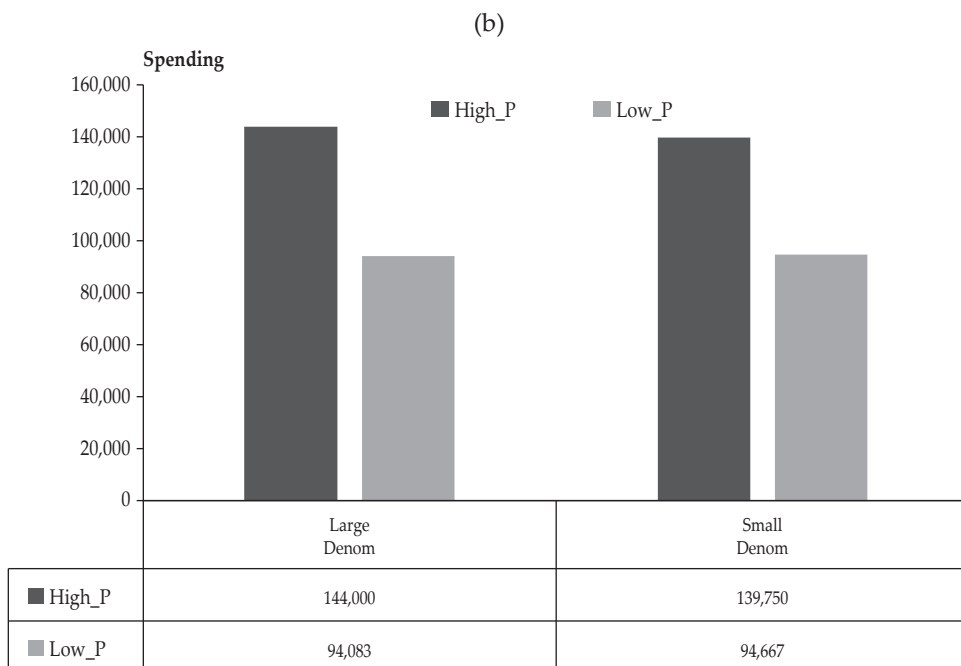 (b)
Spending
160,000
High_P Low_P
140,000
120,000
100,000
80,000
60,000
40,000
20,000
0
Large Small
Denom Denom
High_P 144,000 139,750
Low_P 94,083 94,667